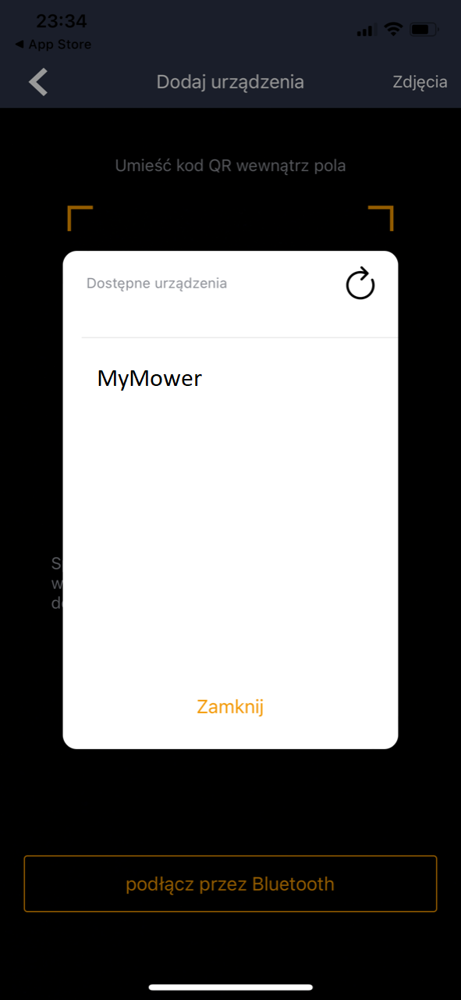 23:34
◀ App Store
Dodaj urządzenia
Zdjęcia
Umieść kod QR wewnątrz pola
Dostępne urządzenia
MyMower
Zamknij
podłącz przez Bluetooth